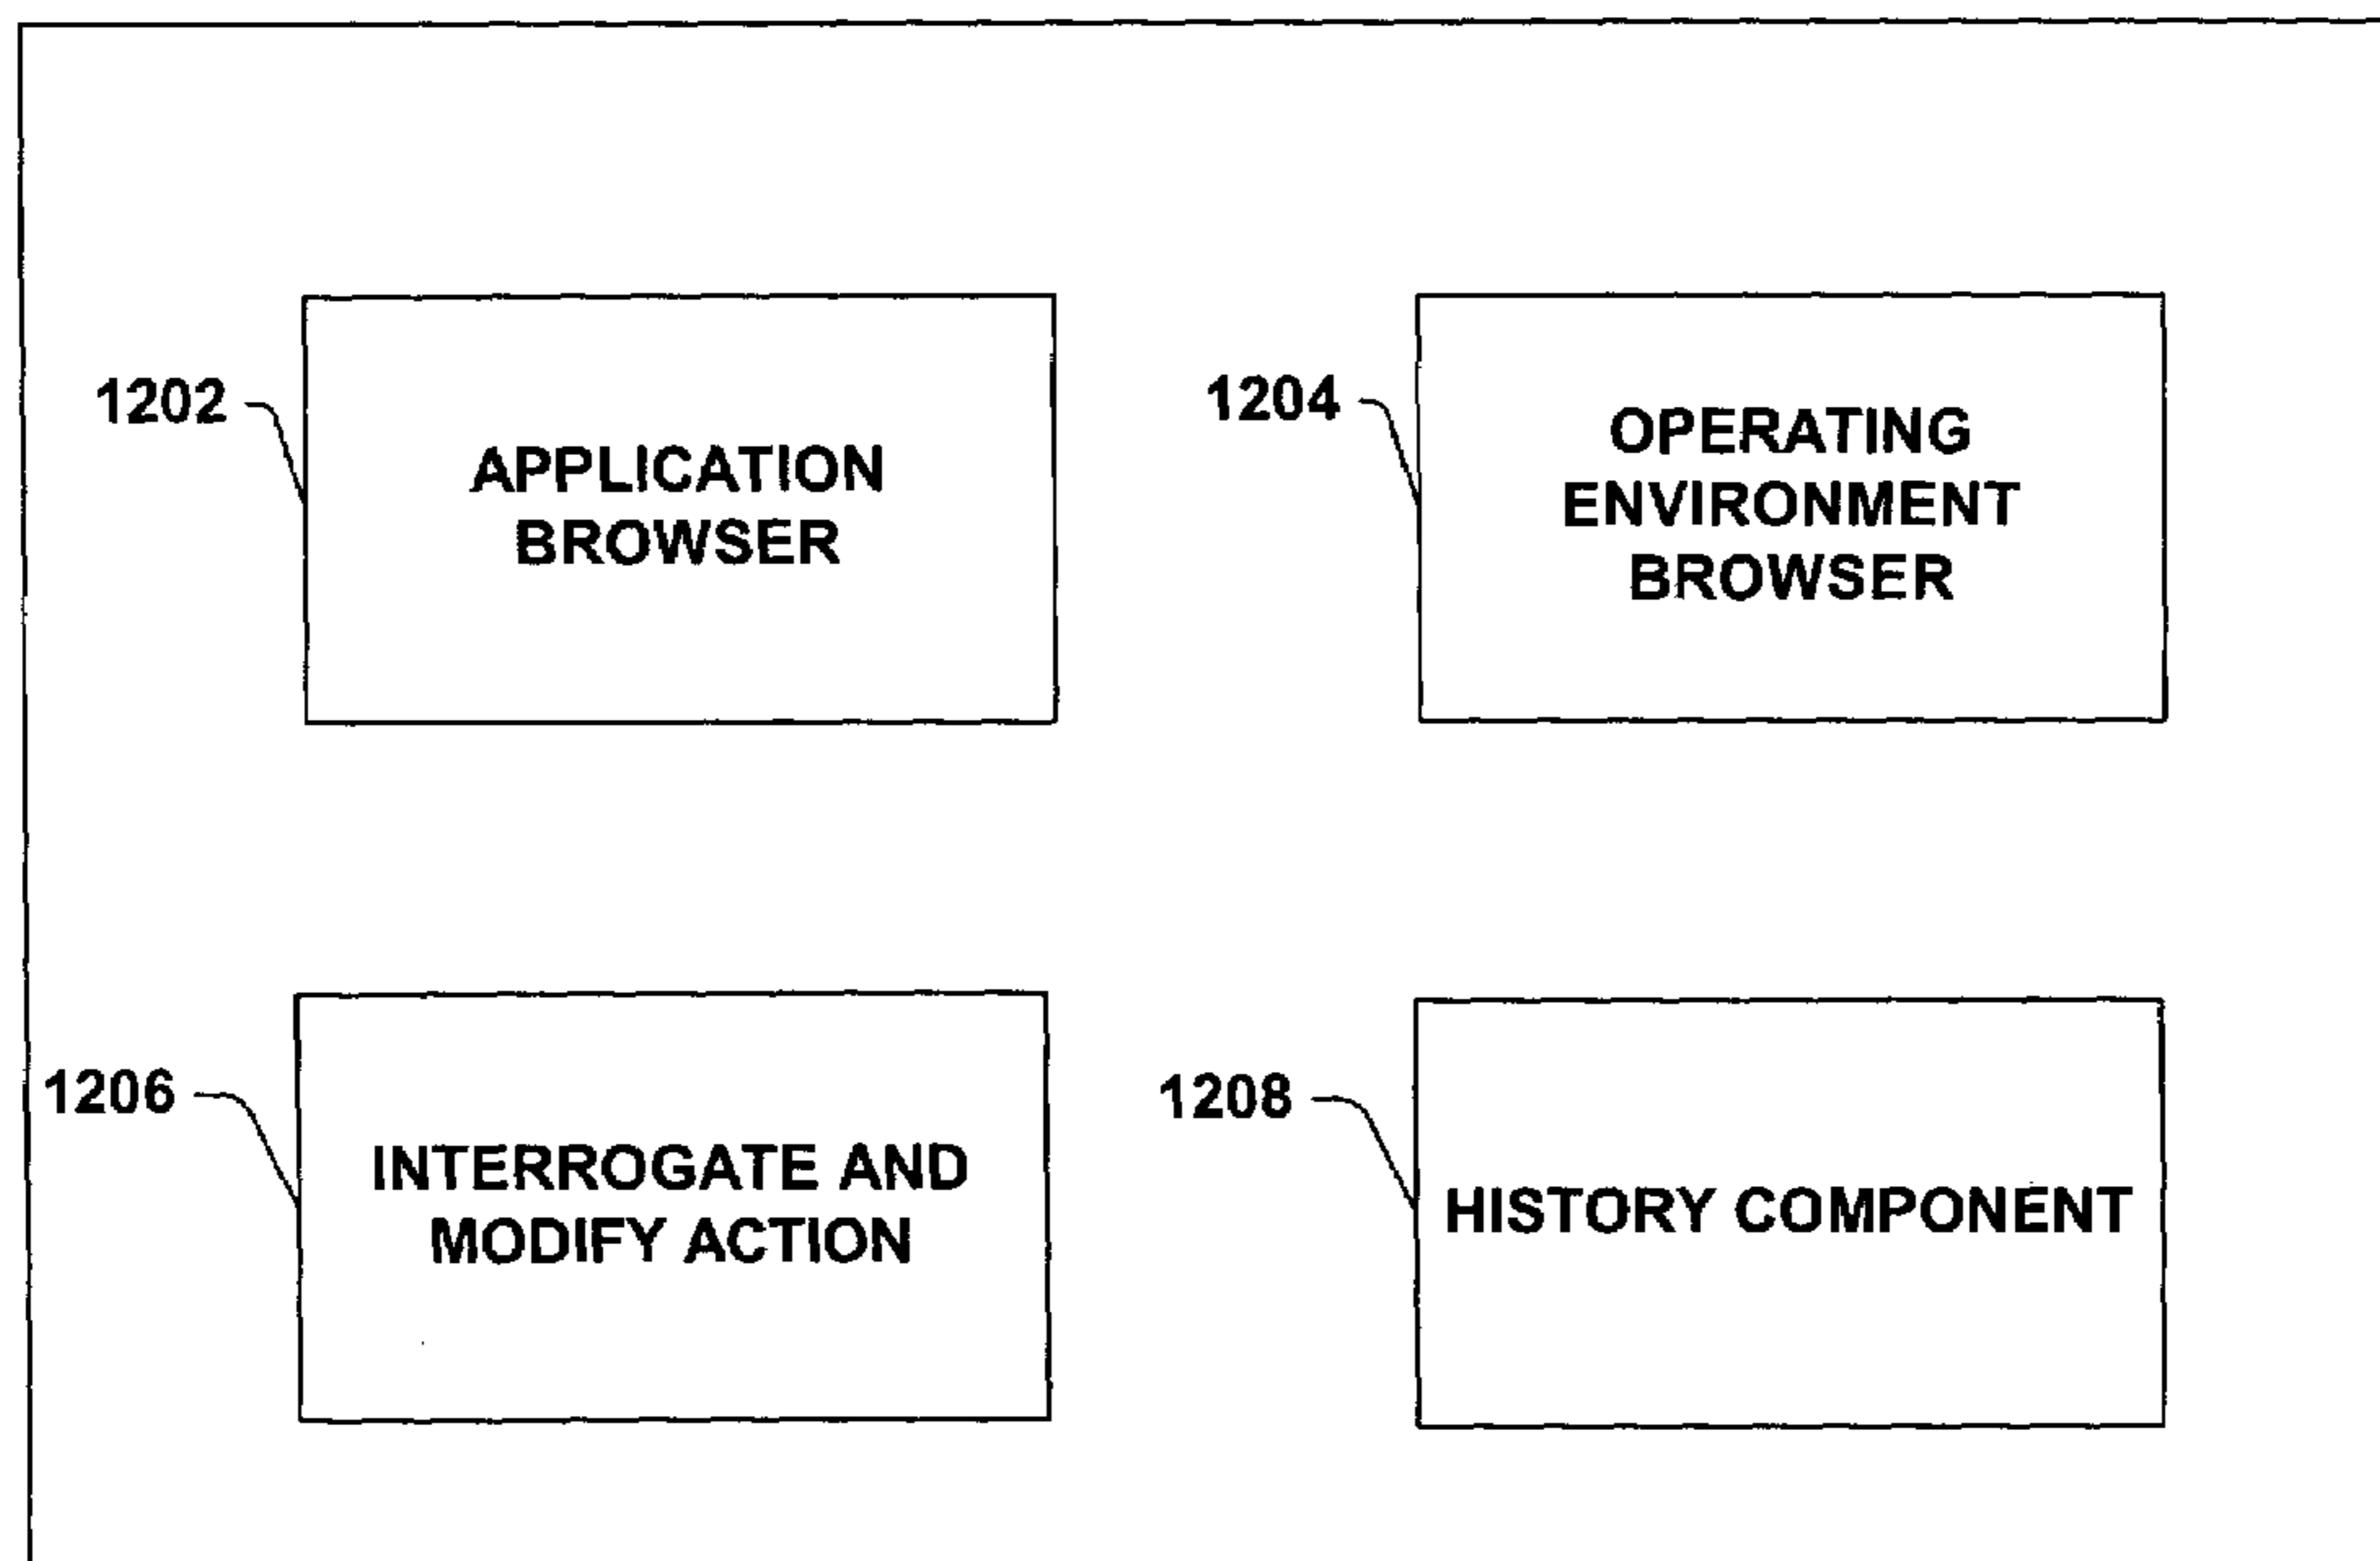 1202
APPLICATION
BROWSER
1204
OPERATING
ENVIRONMENT
BROWSER
1206
INTERROGATE AND
MODIFY ACTION
1208
HISTORY COMPONENT